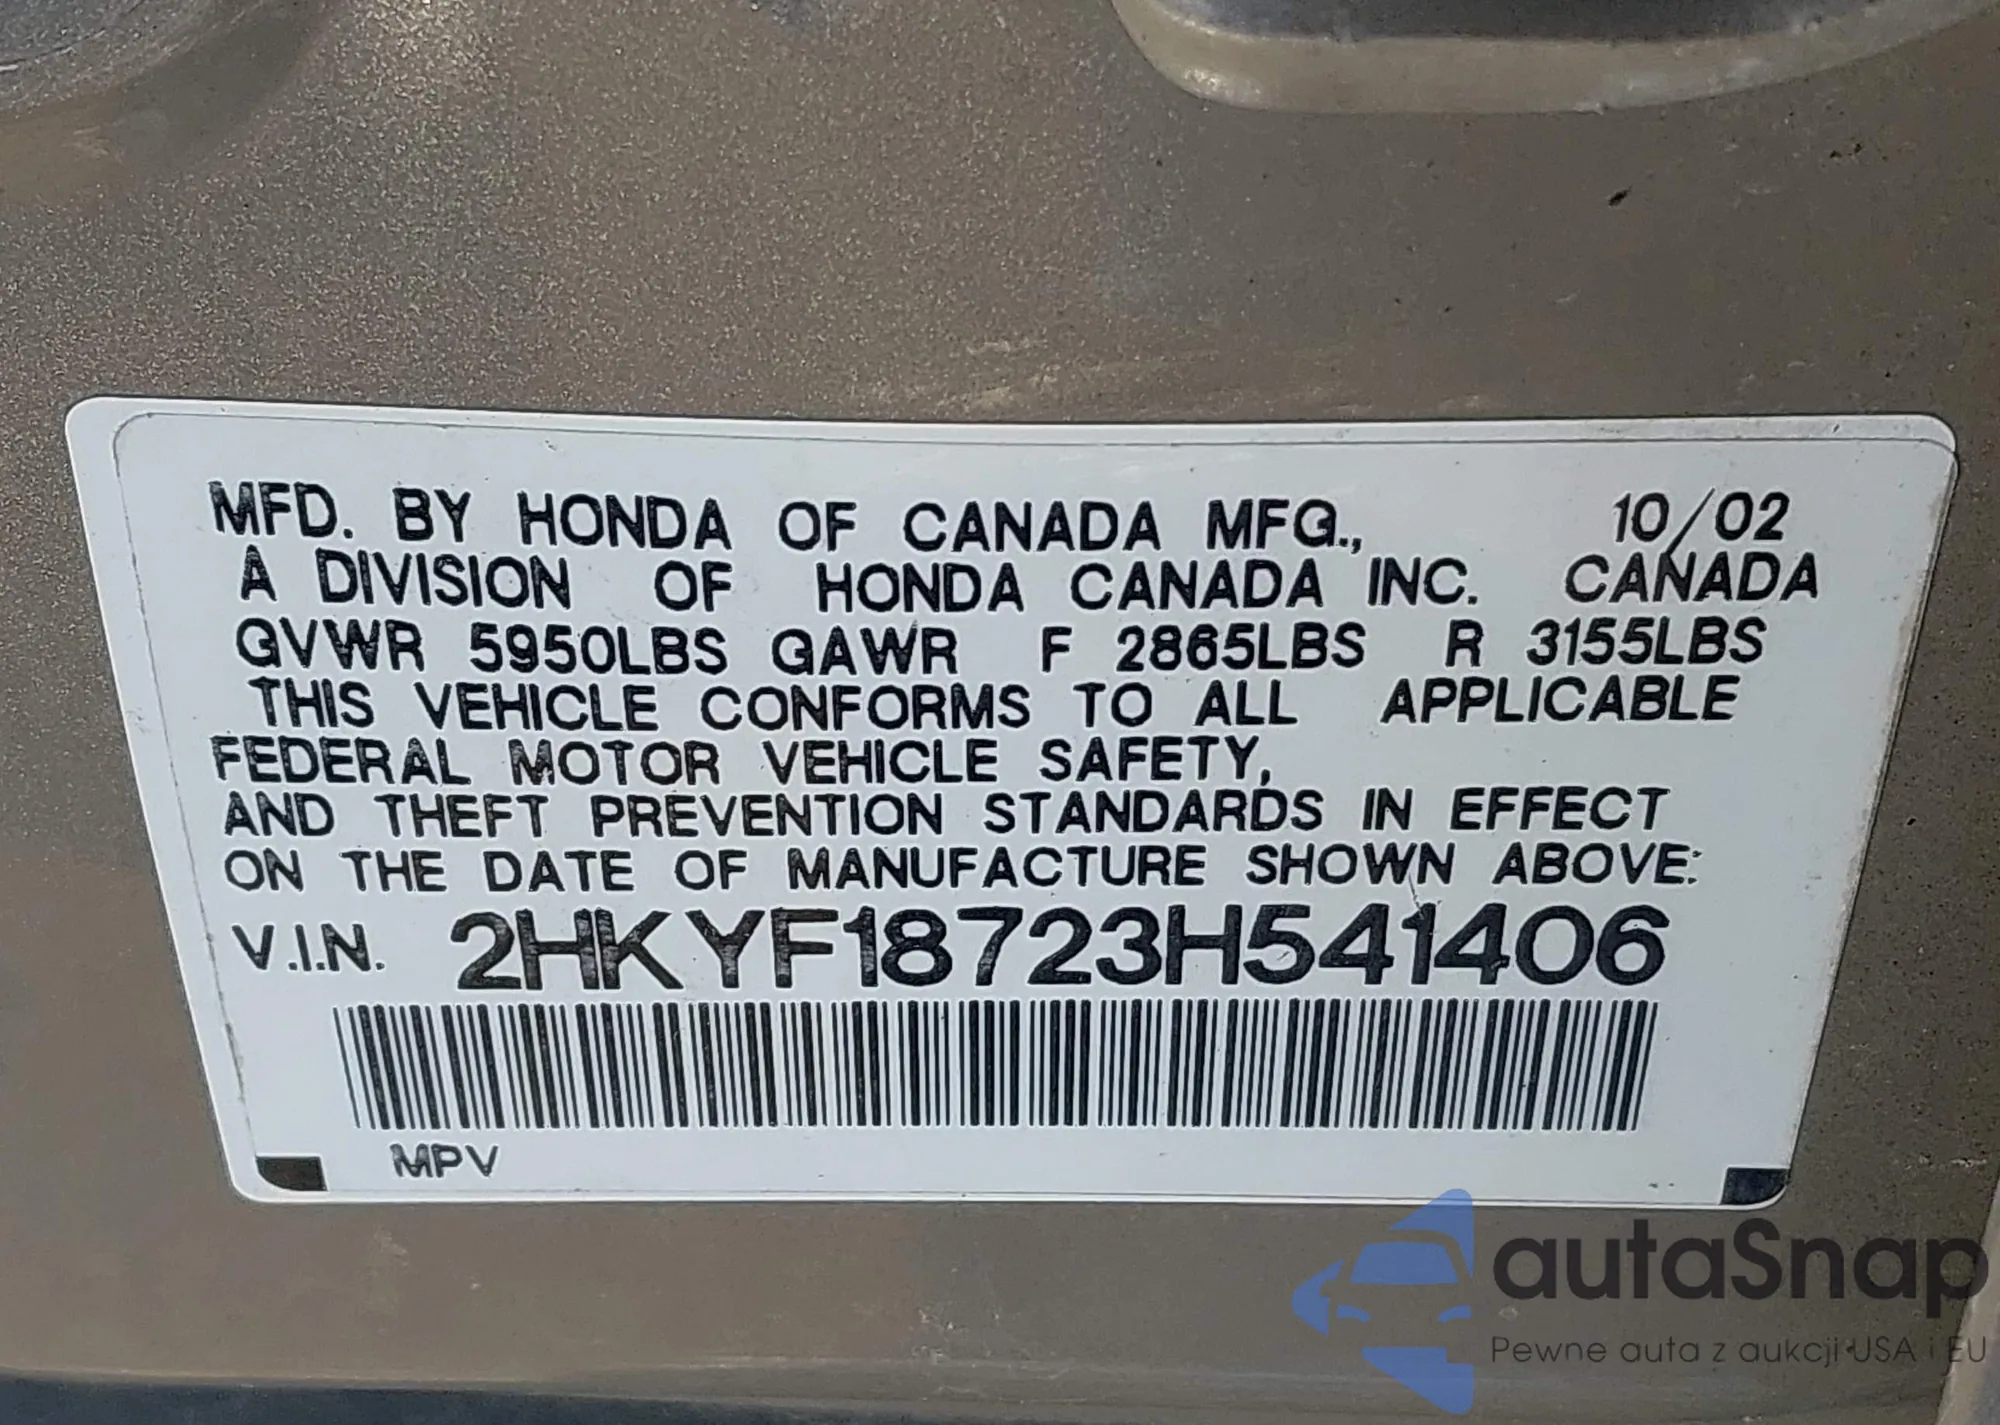 MFD. BY HONDA OF CANADA MFG., 10/02
A DIVISION OF HONDA CANADA INC. CANADA
GVWR 5950LBS GAWR F 2865LBS R 3155LBS
THIS VEHICLE CONFORMS TO ALL APPLICABLE
FEDERAL MOTOR VEHICLE SAFETY,
AND THEFT PREVENTION STANDARDS IN EFFECT
ON THE DATE OF MANUFACTURE SHOWN ABOVE:
V.I.N. 2HKYF18723H541406
MPV
autaSnap
Pewne auta z aukcji USA i EU